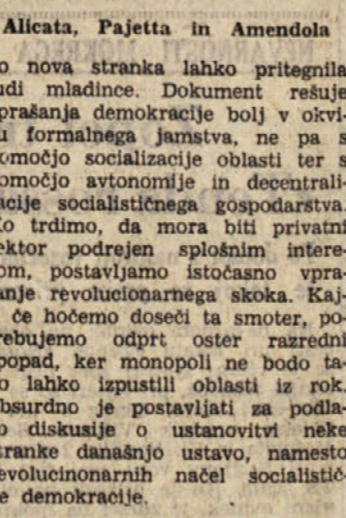 Alicata, Pajetta in Amendola
o nova stranka lahko pritegnila
udi mladince. Dokument rešuje
prašanja demokracije bolj v okvi-
u formalnega jamstva, ne pa s
omočjo socializacije oblasti ter s
omočjo avtonomije in decentrali-
acije socialističnega gospodarstva.
Ko trdimo, da mora biti privatni
ektor podrejen splošnim intere-
om, postavljamo istočasno vpra-
anje revolucionarnega skoka. Kaj-
če hočemo doseči ta smoter, po-
rebujemo odprt oster razredni
popad, ker monopoli ne bodo ta-
o lahko izpustili oblasti iz rok.
bsurdno je postavljati za podla-
o diskusije o ustanovitvi neke
tranke današnjo ustavo, namesto
evolucinonarnih načel socialistič-
e demokracije.